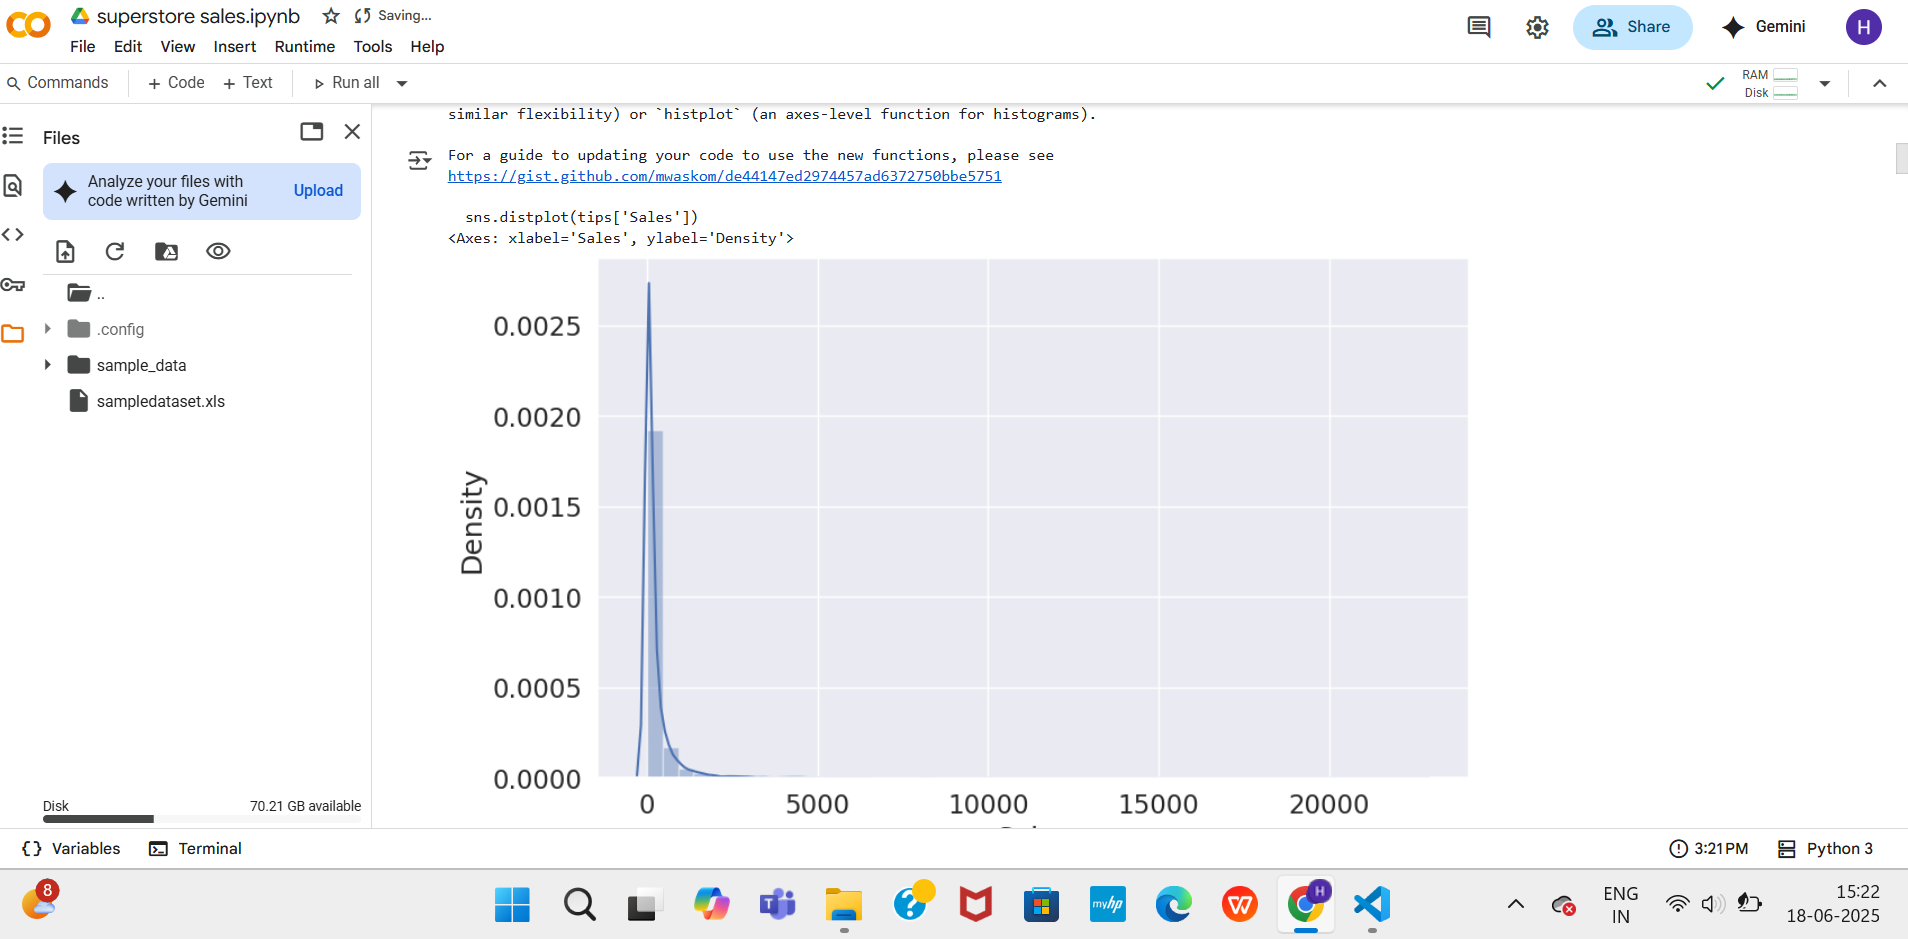 superstore sales.ipynb
Saving...
Share
Gemini
H
File Edit View Insert Runtime Tools Help
Commands
+ Code + Text
Run all
RAM
Disk
Files
Analyze your files with
code written by Gemini
Upload
..
.config
sample_data
sampledataset.xls
Disk
70.21 GB available
similar flexibility) or `histplot` (an axes-level function for histograms).
For a guide to updating your code to use the new functions, please see
https://gist.github.com/mwaskom/de44147ed2974457ad6372750bbe5751
sns.distplot(tips['Sales'])
<Axes: xlabel='Sales', ylabel='Density'>
0.0025
0.0020
0.0015
0.0010
0.0005
0.0000
Density
0 5000 10000 15000 20000
Variables
Terminal
3:21 PM
Python 3
8
T
?
myhp
W
H
ENG
IN
15:22
18-06-2025